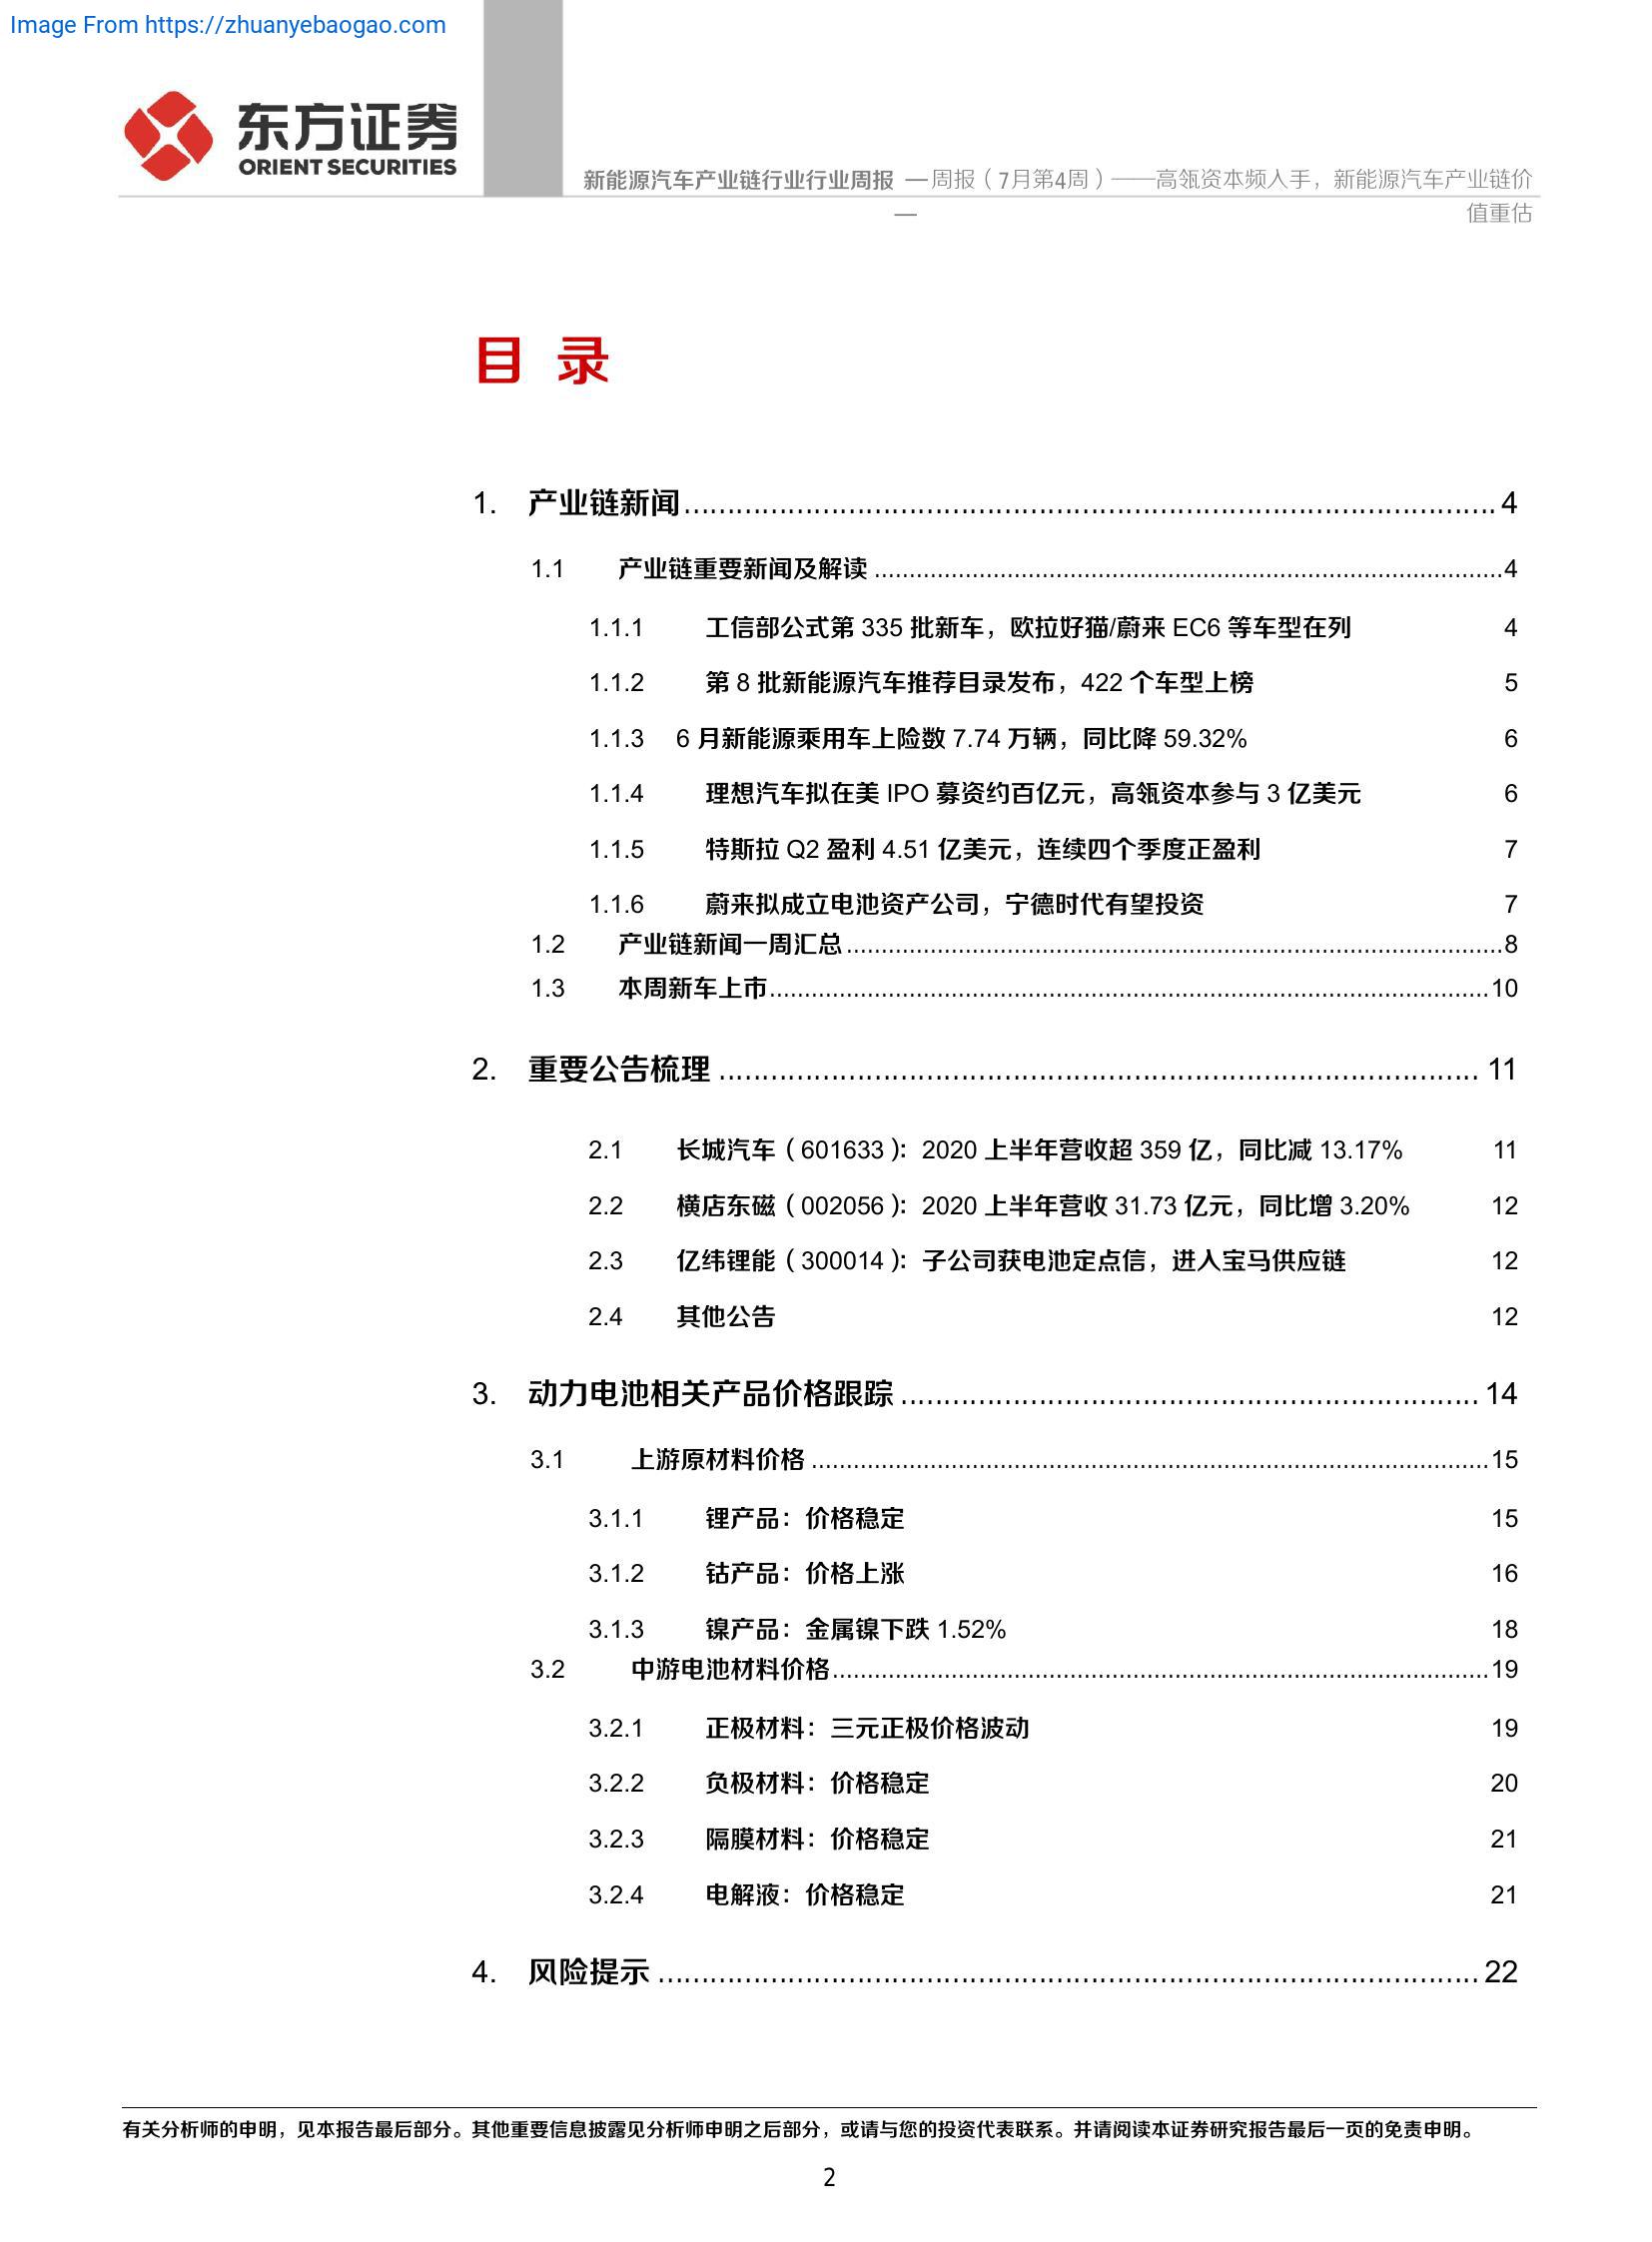 Image From https://zhuanyebaogao.com
东方证券
ORIENT SECURITIES
新能源汽车产业链行业行业周报 — 周报（7月第4周）——高瓴资本频入手，新能源汽车产业链价
— 值重估
目 录
1. 产业链新闻........................................ 4
1.1 产业链重要新闻及解读........................................4
1.1.1 工信部公式第 335 批新车，欧拉好猫/蔚来 EC6 等车型在列 4
1.1.2 第 8 批新能源汽车推荐目录发布，422 个车型上榜 5
1.1.3 6 月新能源乘用车上险数 7.74 万辆，同比降 59.32% 6
1.1.4 理想汽车拟在美 IPO 募资约百亿元，高瓴资本参与 3 亿美元 6
1.1.5 特斯拉 Q2 盈利 4.51 亿美元，连续四个季度正盈利 7
1.1.6 蔚来拟成立电池资产公司，宁德时代有望投资 7
1.2 产业链新闻一周汇总........................................8
1.3 本周新车上市........................................10
2. 重要公告梳理........................................ 11
2.1 长城汽车（601633）：2020 上半年营收超 359 亿，同比减 13.17% 11
2.2 横店东磁（002056）：2020 上半年营收 31.73 亿元，同比增 3.20% 12
2.3 亿纬锂能（300014）：子公司获电池定点信，进入宝马供应链 12
2.4 其他公告 12
3. 动力电池相关产品价格跟踪........................................ 14
3.1 上游原材料价格........................................15
3.1.1 锂产品：价格稳定 15
3.1.2 钴产品：价格上涨 16
3.1.3 镍产品：金属镍下跌 1.52% 18
3.2 中游电池材料价格........................................19
3.2.1 正极材料：三元正极价格波动 19
3.2.2 负极材料：价格稳定 20
3.2.3 隔膜材料：价格稳定 21
3.2.4 电解液：价格稳定 21
4. 风险提示........................................ 22
有关分析师的申明，见本报告最后部分。其他重要信息披露见分析师申明之后部分，或请与您的投资代表联系。并请阅读本证券研究报告最后一页的免责申明。
2